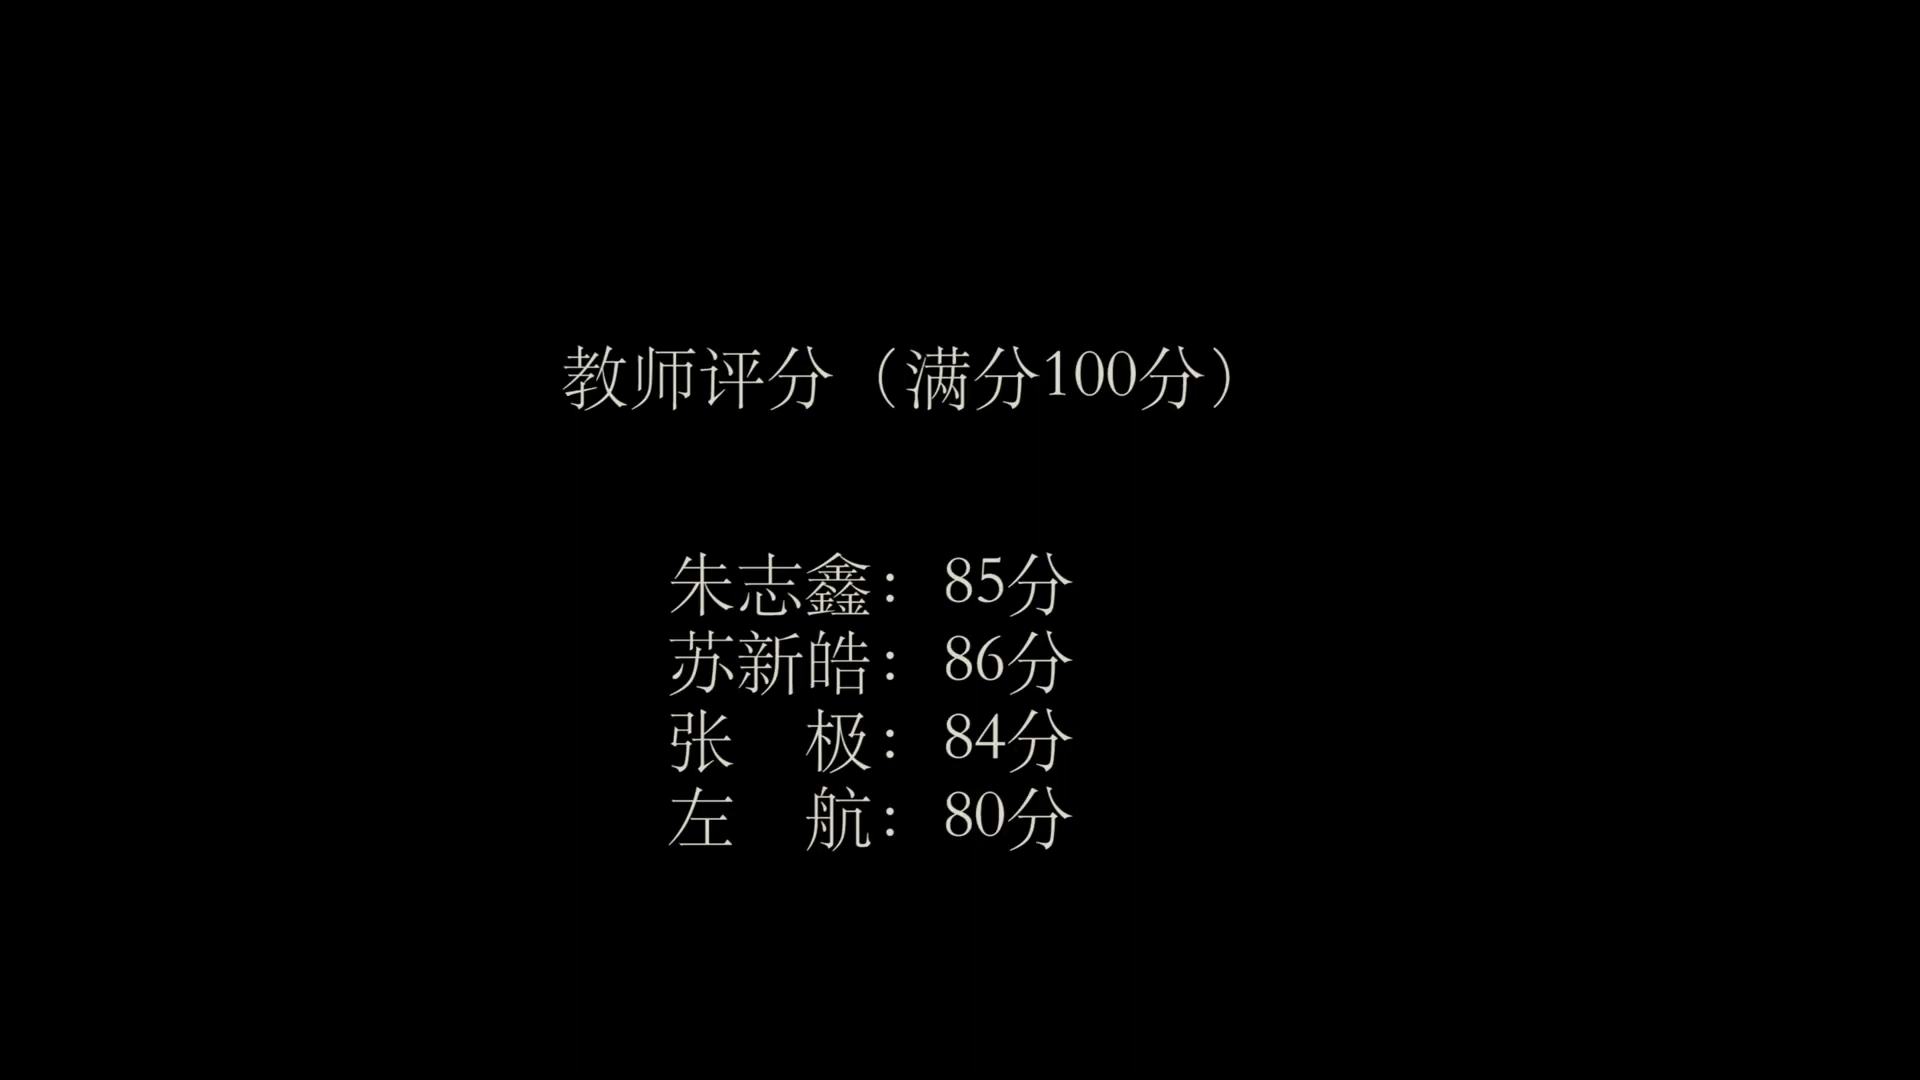 教师评分（满分100分）
朱志鑫：85分
苏新皓：86分
张　极：84分
左　航：80分